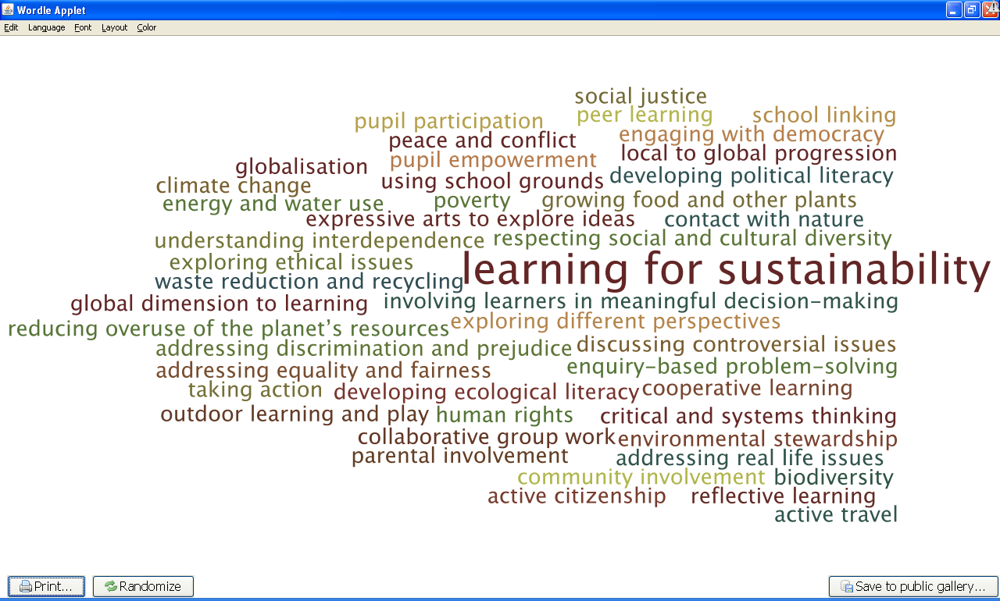 Wordle Applet
Edit Language Font Layout Color
social justice
peer learning
school linking
pupil participation
engaging with democracy
peace and conflict
local to global progression
pupil empowerment
globalisation
developing political literacy
using school grounds
climate change
growing food and other plants
poverty
energy and water use
expressive arts to explore ideas
contact with nature
respecting social and cultural diversity
understanding interdependence
exploring ethical issues
learning for sustainability
waste reduction and recycling
involving learners in meaningful decision-making
global dimension to learning
exploring different perspectives
reducing overuse of the planet’s resources
discussing controversial issues
addressing discrimination and prejudice
enquiry-based problem-solving
addressing equality and fairness
cooperative learning
taking action
developing ecological literacy
outdoor learning and play
human rights
critical and systems thinking
collaborative group work
environmental stewardship
parental involvement
addressing real life issues
community involvement
biodiversity
active citizenship
reflective learning
active travel
Print...
Randomize
Save to public gallery...